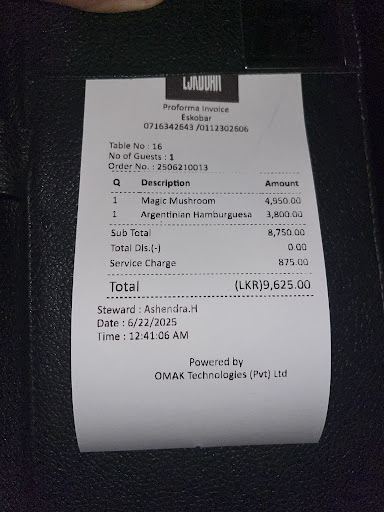 Proforma Invoice
Eskobar
0716342643 /0112302606
Table No : 16
No of Guests : 1
Order No. : 2506210013
Q Description Amount
1 Magic Mushroom 4,950.00
1 Argentinian Hamburguesa 3,800.00
Sub Total 8,750.00
Total Dis.(-) 0.00
Service Charge 875.00
Total (LKR)9,625.00
Steward : Ashendra.H
Date : 6/22/2025
Time : 12:41:06 AM
Powered by
OMAK Technologies (Pvt) Ltd